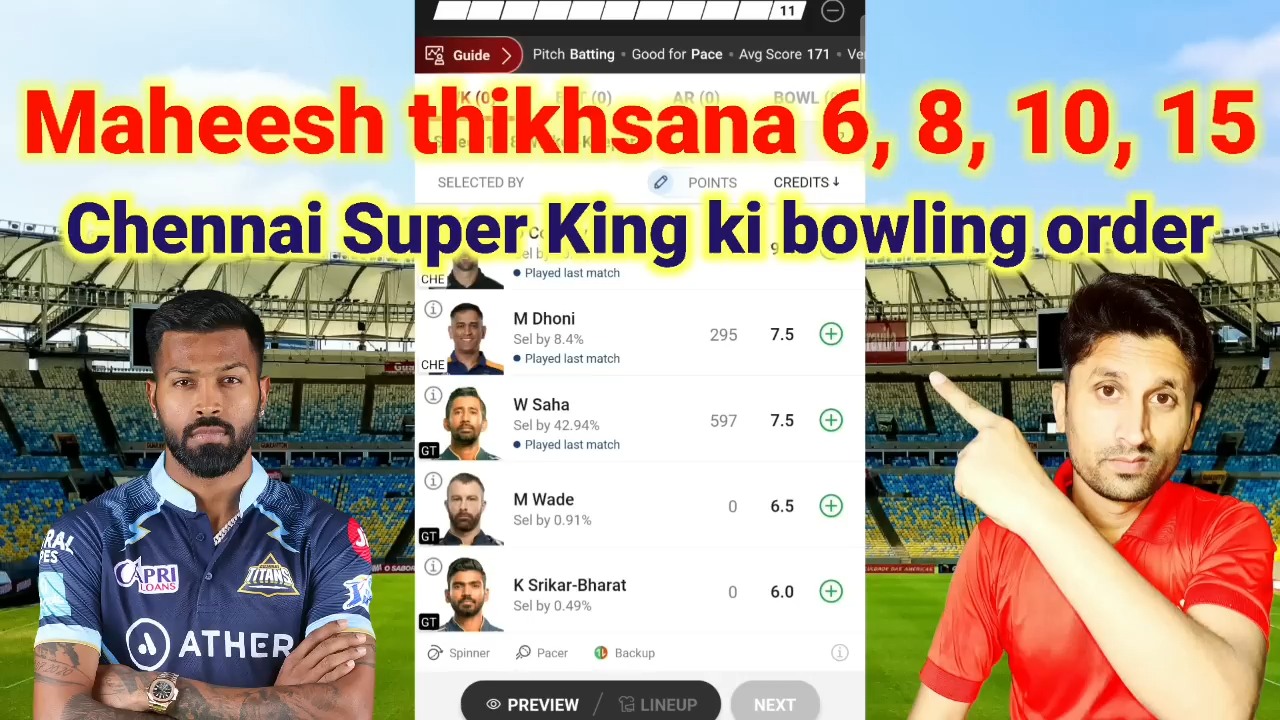 11
Guide
Pitch Batting • Good for Pace • Avg Score 171
AR (0)
BOWL
Maheesh thikhsana 6, 8, 10, 15
SELECTED BY
POINTS
CREDITS↓
Chennai Super King ki bowling order
CHE
Played last match
M Dhoni
Sel by 8.4%
Played last match
295
7.5
CHE
W Saha
Sel by 42.94%
Played last match
597
7.5
GT
M Wade
Sel by 0.91%
0
6.5
GT
K Srikar-Bharat
Sel by 0.49%
0
6.0
GT
Spinner
Pacer
Backup
PREVIEW
LINEUP
NEXT
CAPRI
LOANS
TITANS
ATHER